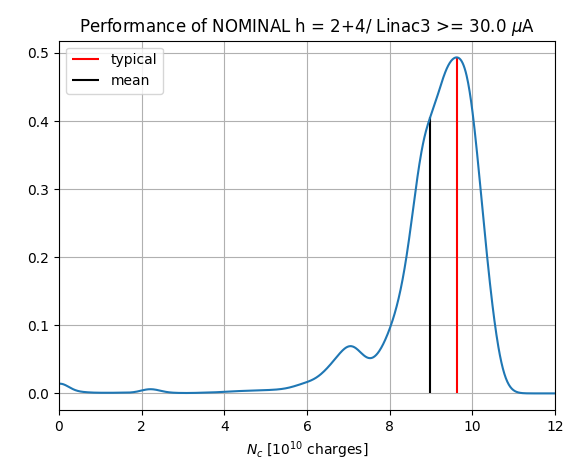 Performance of NOMINAL h = 2+4/ Linac3 >= 30.0 μA
typical
mean
0.5
0.4
0.3
0.2
0.1
0.0
0 2 4 6 8 10 12
N_c [10^10 charges]